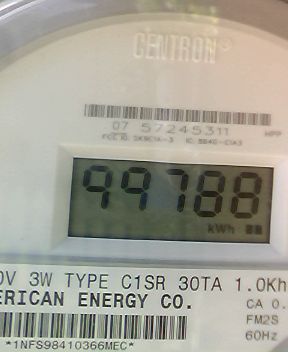 CENTRON®
07 57245311
HPP
99788
kWh
0V 3W TYPE C1SR 30TA 1.0Kh
ERICAN ENERGY CO.
CA 0.
FM2S
60Hz
*1NFS98410366MEC*